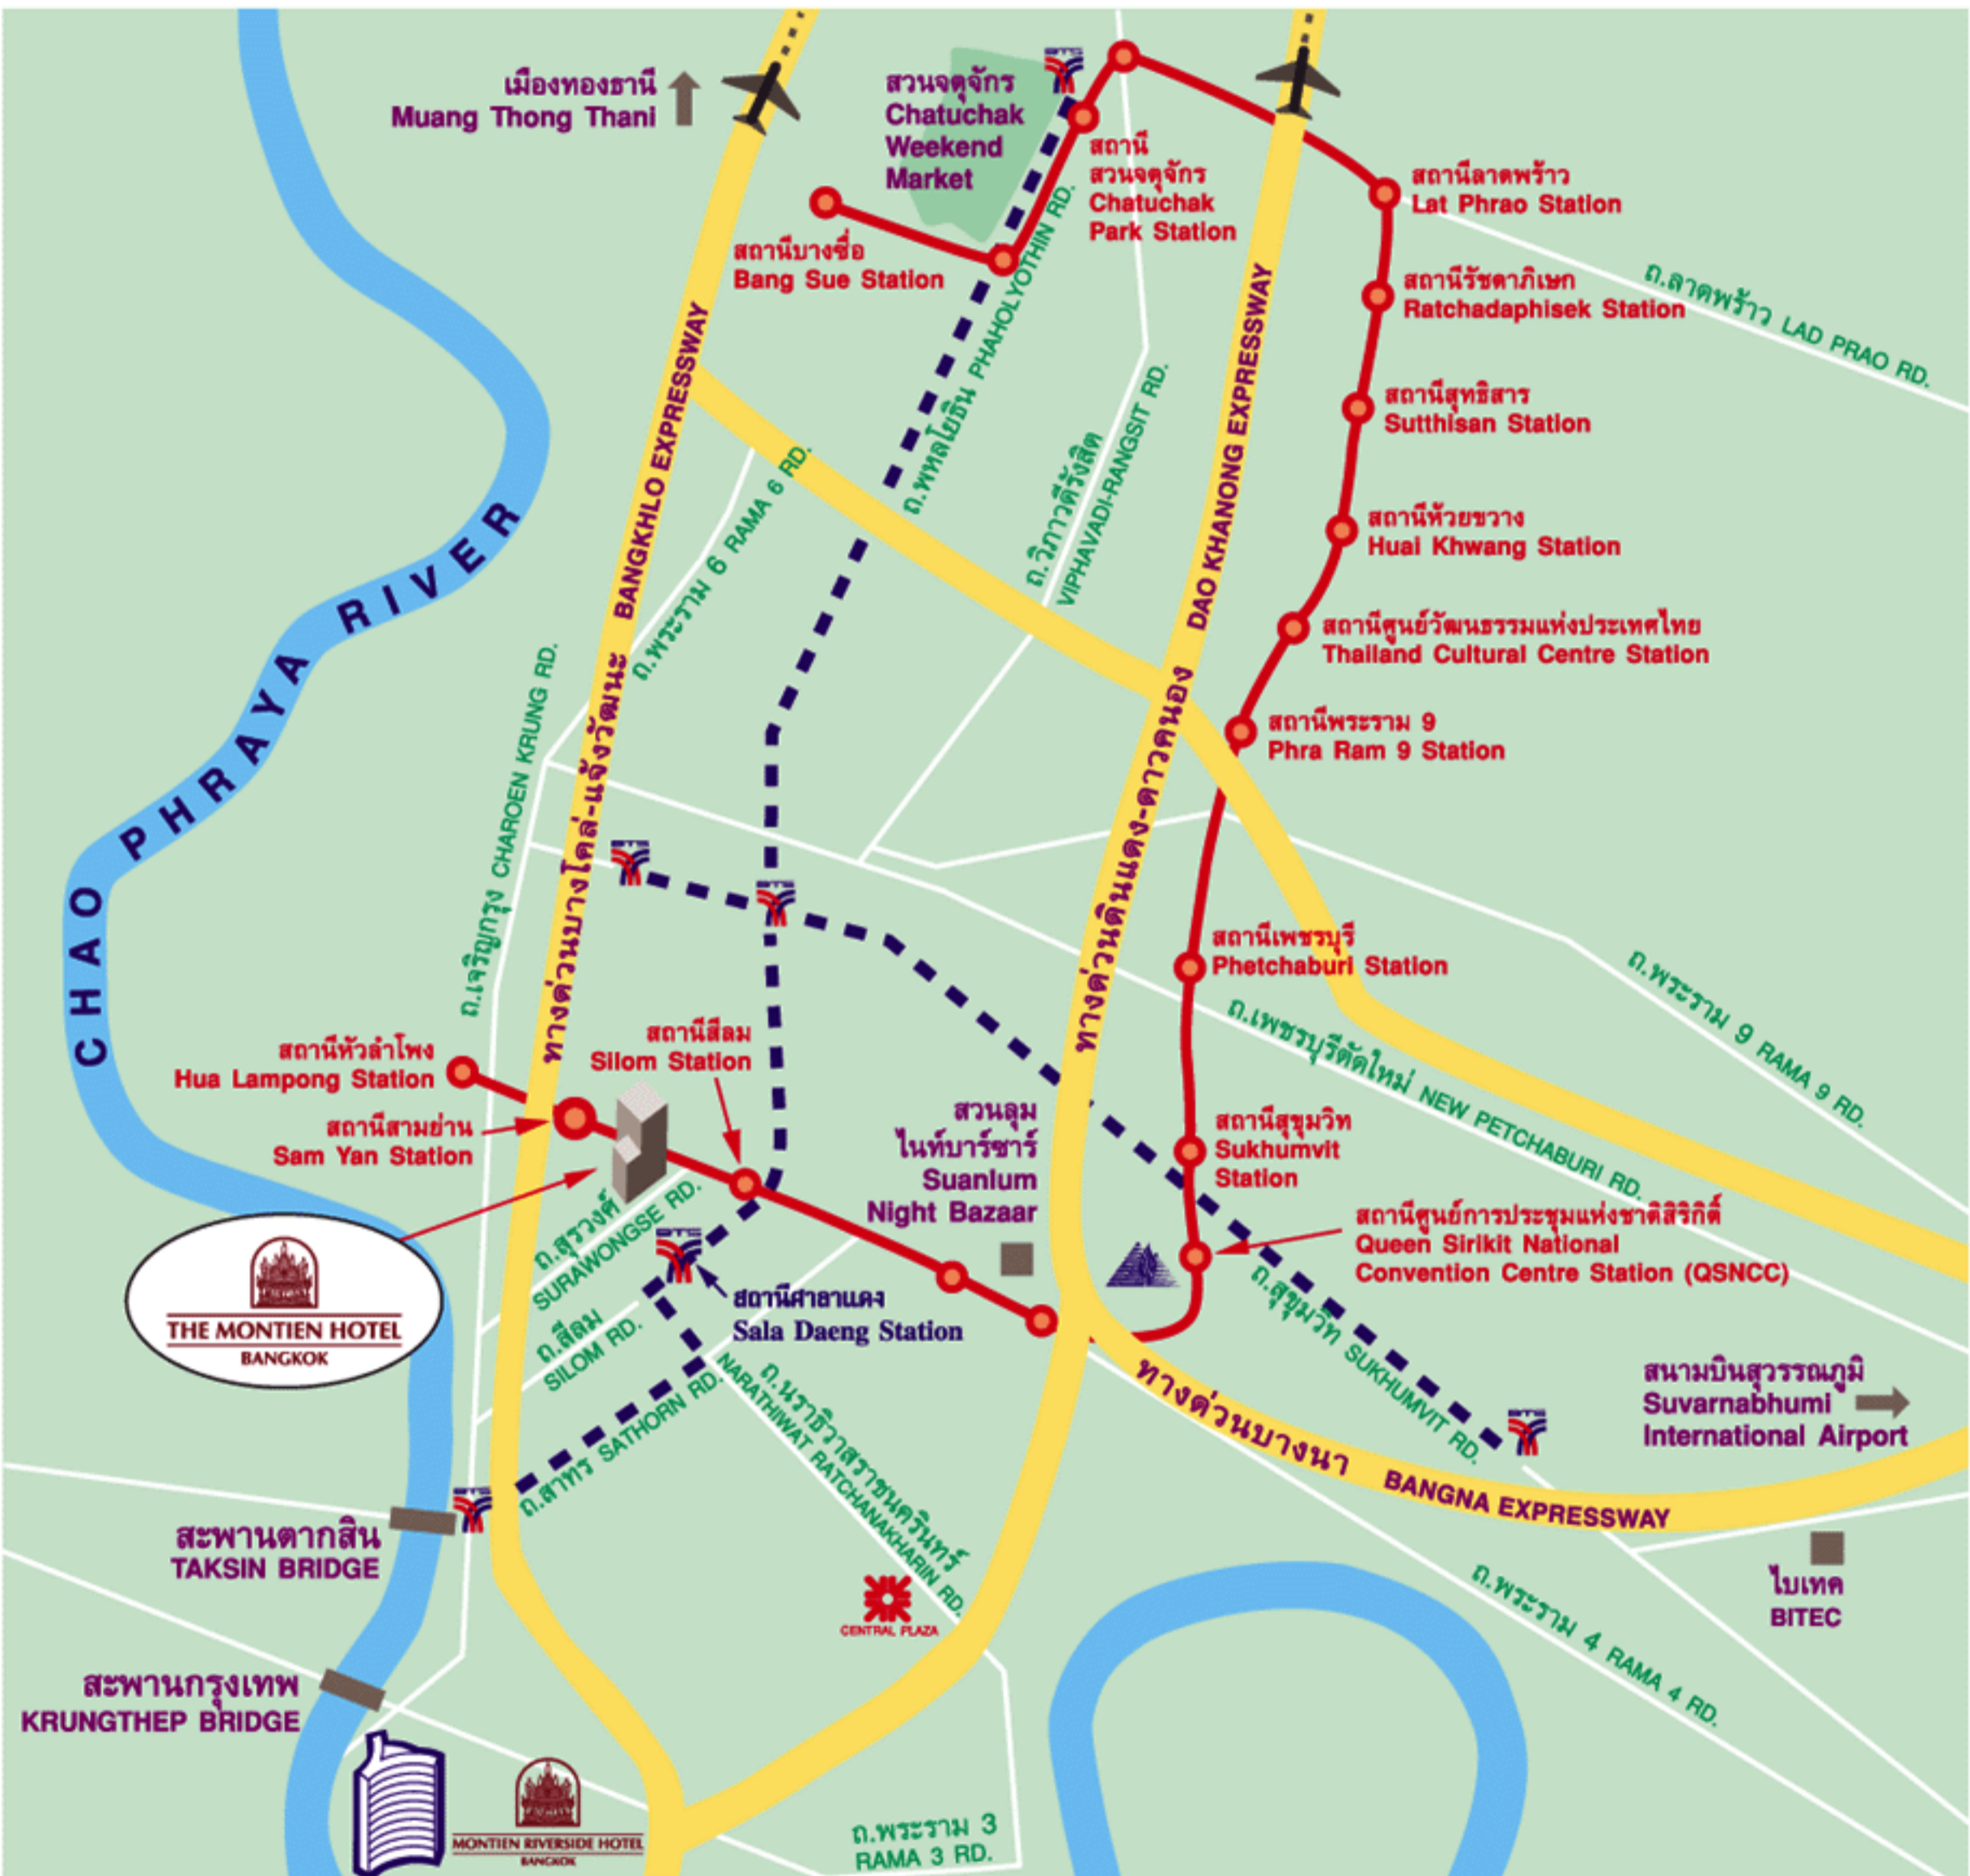 เมืองทองธานี
Muang Thong Thani
สวนจตุจักร
Chatuchak
Weekend
Market
BTS
สถานี
สวนจตุจักร
Chatuchak
Park Station
สถานีบางซื่อ
Bang Sue Station
สถานีลาดพร้าว
Lat Phrao Station
สถานีรัชดาภิเษก
Ratchadaphisek Station
ถ.ลาดพร้าว LAD PRAO RD.
สถานีสุทธิสาร
Sutthisan Station
สถานีห้วยขวาง
Huai Khwang Station
สถานีศูนย์วัฒนธรรมแห่งประเทศไทย
Thailand Cultural Centre Station
สถานีพระราม 9
Phra Ram 9 Station
ถ.พหลโยธิน PHAHOLYOTHIN RD.
ถ.วิภาวดีรังสิต
VIPHAVADI-RANGSIT RD.
ทางด่วนดินแดง-ดาวคนอง DAO KHANONG EXPRESSWAY
ทางด่วนบางโคล่-แจ้งวัฒนะ BANGKHLO EXPRESSWAY
ถ.พระราม 6 RAMA 6 RD.
ถ.เจริญกรุง CHAROEN KRUNG RD.
CHAO PHRAYA RIVER
BTS
BTS
สถานีเพชรบุรี
Phetchaburi Station
ถ.พระราม 9 RAMA 9 RD.
ถ.เพชรบุรีตัดใหม่ NEW PETCHABURI RD.
สถานีหัวลำโพง
Hua Lampong Station
สถานีสามย่าน
Sam Yan Station
สถานีสีลม
Silom Station
สวนลุม
ไนท์บาร์ซาร์
Suanlum
Night Bazaar
สถานีสุขุมวิท
Sukhumvit
Station
สถานีศูนย์การประชุมแห่งชาติสิริกิติ์
Queen Sirikit National
Convention Centre Station (QSNCC)
THE MONTIEN HOTEL
BANGKOK
ถ.สุรวงศ์
SURAWONGSE RD.
BTS
สถานีศาลาแดง
Sala Daeng Station
ถ.สีลม
SILOM RD.
ถ.สาทร SATHORN RD.
ถ.นราธิวาสราชนครินทร์
NARATHIWAT RATCHANAKHARIN RD.
ถ.สุขุมวิท SUKHUMVIT RD.
BTS
สนามบินสุวรรณภูมิ
Suvarnabhumi
International Airport
ทางด่วนบางนา BANGNA EXPRESSWAY
BTS
สะพานตากสิน
TAKSIN BRIDGE
ไบเทค
BITEC
CENTRAL PLAZA
ถ.พระราม 4 RAMA 4 RD.
สะพานกรุงเทพ
KRUNGTHEP BRIDGE
MONTIEN RIVERSIDE HOTEL
BANGKOK
ถ.พระราม 3
RAMA 3 RD.